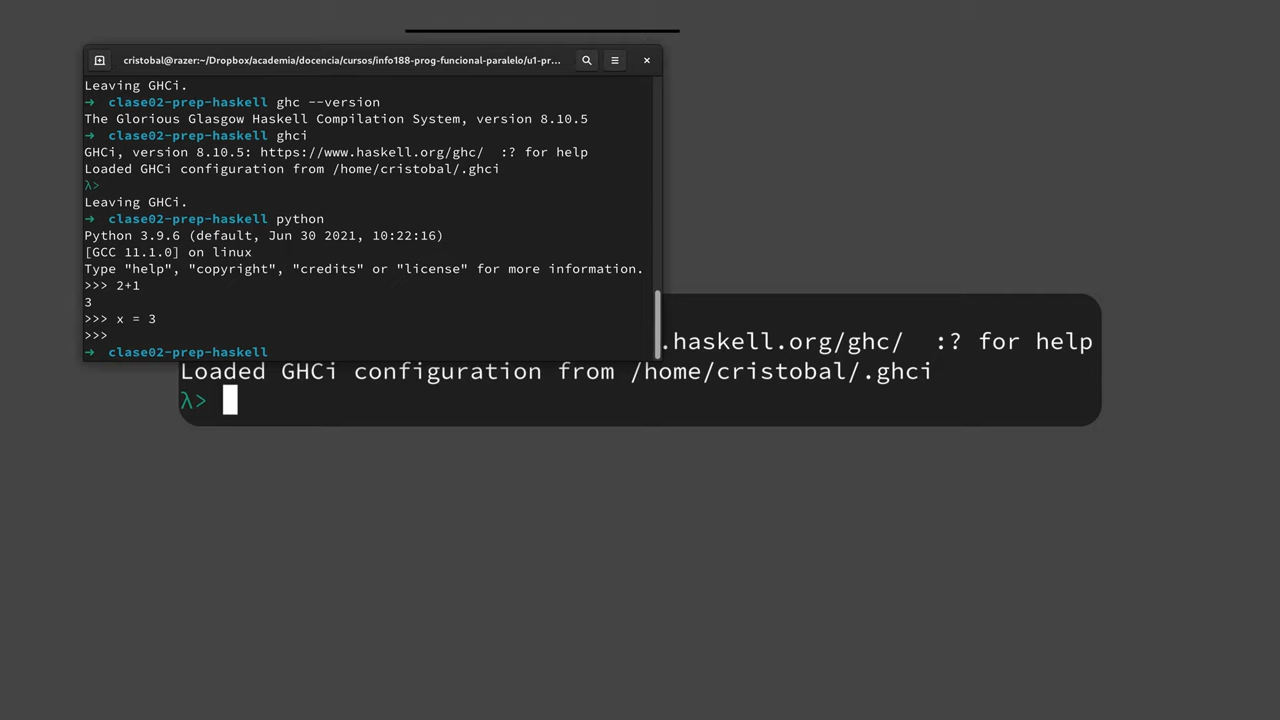 cristobal@razer:~/Dropbox/academia/docencia/cursos/info188-prog-funcional-paralelo/u1-pr...
Leaving GHCi.
→ clase02-prep-haskell ghc --version
The Glorious Glasgow Haskell Compilation System, version 8.10.5
→ clase02-prep-haskell ghci
GHCi, version 8.10.5: https://www.haskell.org/ghc/  :? for help
Loaded GHCi configuration from /home/cristobal/.ghci
λ>
Leaving GHCi.
→ clase02-prep-haskell python
Python 3.9.6 (default, Jun 30 2021, 10:22:16)
[GCC 11.1.0] on linux
Type "help", "copyright", "credits" or "license" for more information.
>>> 2+1
3
>>> x = 3
>>>
→ clase02-prep-haskell
.haskell.org/ghc/  :? for help
Loaded GHCi configuration from /home/cristobal/.ghci
λ>